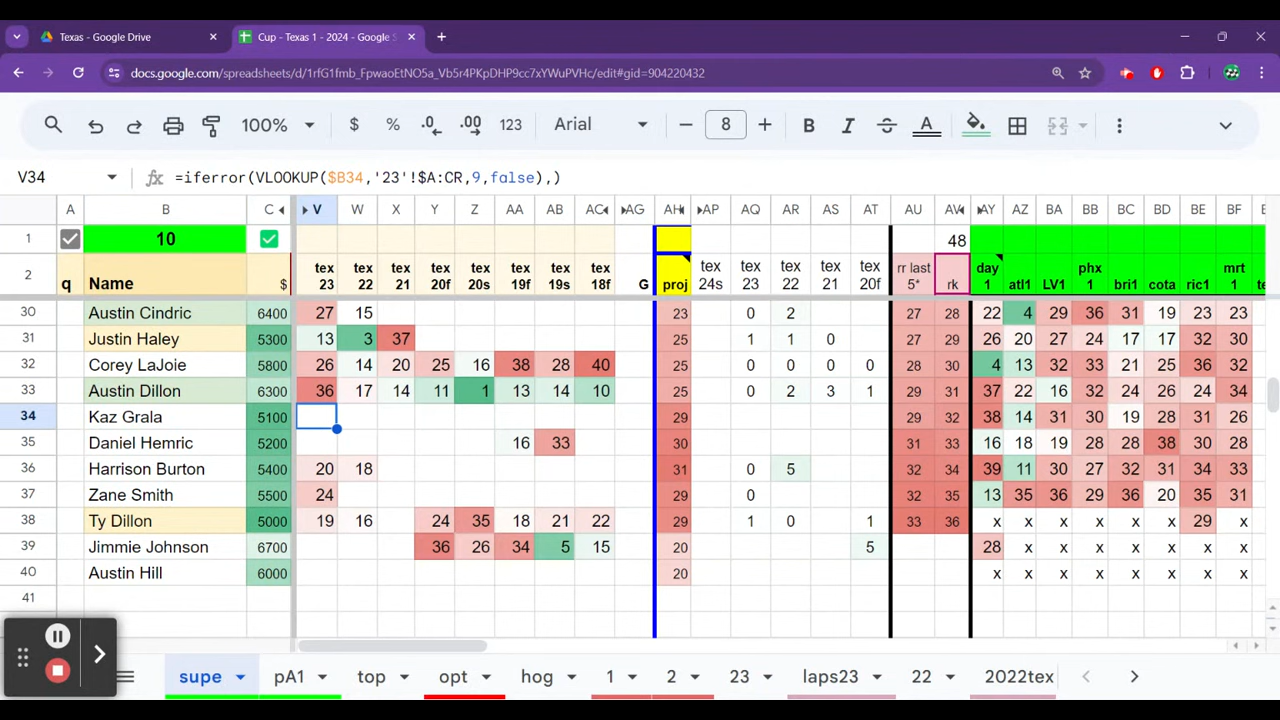 Texas - Google Drive × Cup - Texas 1 - 2024 - Google S × +
docs.google.com/spreadsheets/d/1rfG1fmb_FpwaoEtNO5a_Vb5r4PKpDHP9cc7xYWuPVHc/edit#gid=904220432
100% $ % .0 .00 123 Arial − 8 + B I S A
V34 fx =iferror(VLOOKUP($B34,'23'!$A:CR,9,false),)
A B C V W X Y Z AA AB AC AG AH AP AQ AR AS AT AU AV AY AZ BA BB BC BD BE BF
1 10 48
2 q Name $ tex 23 tex 22 tex 21 tex 20f tex 20s tex 19f tex 19s tex 18f G proj tex 24s tex 23 tex 22 tex 21 tex 20f rr last 5* rk day 1 atl1 LV1 phx 1 bri1 cota ric1 mrt 1
30 Austin Cindric 6400 27 15 23 0 2 27 28 22 4 29 36 31 19 23 23
31 Justin Haley 5300 13 3 37 25 1 1 0 27 29 26 20 27 24 17 17 32 30
32 Corey LaJoie 5800 26 14 20 25 16 38 28 40 25 0 0 0 0 28 30 4 13 32 33 21 25 36 32
33 Austin Dillon 6300 36 17 14 11 1 13 14 10 25 0 2 3 1 29 31 37 22 16 32 24 26 24 34
34 Kaz Grala 5100 29 29 32 38 14 31 30 19 28 31 26
35 Daniel Hemric 5200 16 33 30 31 33 16 18 19 28 28 38 30 28
36 Harrison Burton 5400 20 18 31 0 5 32 34 39 11 30 27 32 31 34 33
37 Zane Smith 5500 24 29 0 32 35 13 35 36 29 36 20 35 31
38 Ty Dillon 5000 19 16 24 35 18 21 22 29 1 0 1 33 36 x x x x x x 29 x
39 Jimmie Johnson 6700 36 26 34 5 15 20 5 28 x x x x x x x
40 Austin Hill 6000 20 x x x x x x x x
41
supe pA1 top opt hog 1 2 23 laps23 22 2022tex